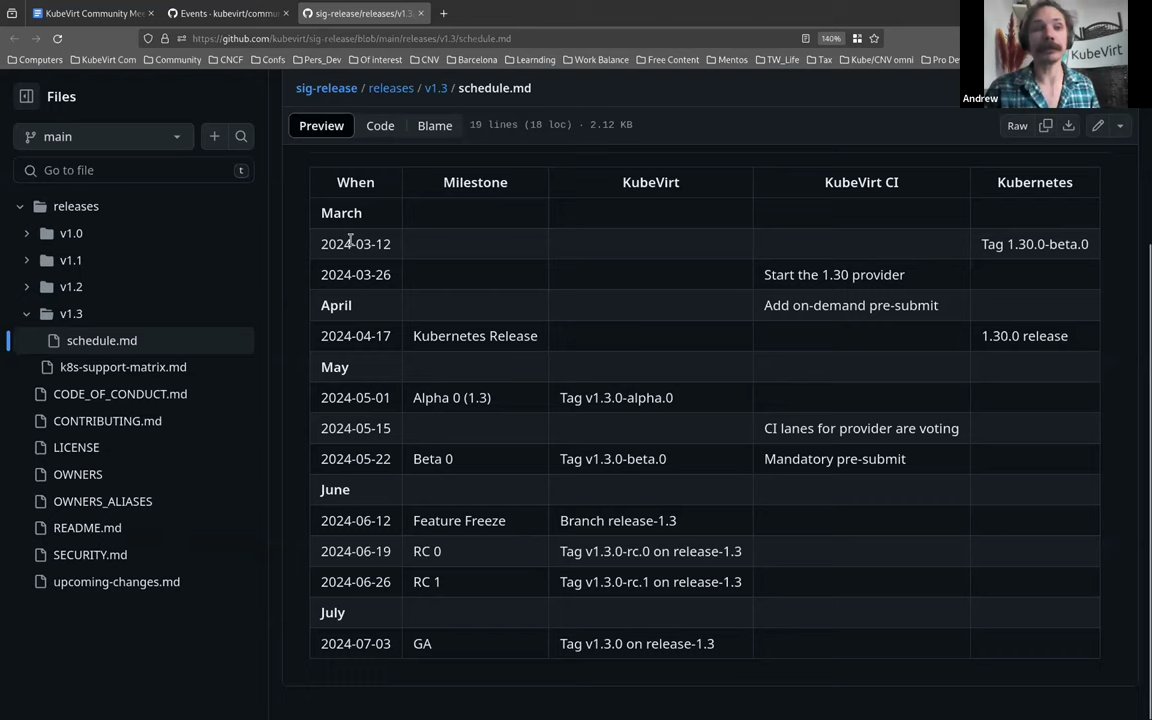 KubeVirt Community Mee
Events · kubevirt/commu
sig-release/releases/v1.3
https://github.com/kubevirt/sig-release/blob/main/releases/v1.3/schedule.md
140%
Computers
KubeVirt Com
Community
CNCF
Confs
Pers_Dev
Of interest
CNV
Barcelona
Learnding
Work Balance
Free Content
Mentos
TW_Life
Tax
Kube/CNV omni
Pro De
KubeVirt
Andrew
Files
main
Go to file
t
releases
v1.0
v1.1
v1.2
v1.3
schedule.md
k8s-support-matrix.md
CODE_OF_CONDUCT.md
CONTRIBUTING.md
LICENSE
OWNERS
OWNERS_ALIASES
README.md
SECURITY.md
upcoming-changes.md
sig-release / releases / v1.3 / schedule.md
Preview Code Blame 19 lines (18 loc) · 2.12 KB Raw
When Milestone KubeVirt KubeVirt CI Kubernetes
March
2024-03-12 Tag 1.30.0-beta.0
2024-03-26 Start the 1.30 provider
April Add on-demand pre-submit
2024-04-17 Kubernetes Release 1.30.0 release
May
2024-05-01 Alpha 0 (1.3) Tag v1.3.0-alpha.0
2024-05-15 CI lanes for provider are voting
2024-05-22 Beta 0 Tag v1.3.0-beta.0 Mandatory pre-submit
June
2024-06-12 Feature Freeze Branch release-1.3
2024-06-19 RC 0 Tag v1.3.0-rc.0 on release-1.3
2024-06-26 RC 1 Tag v1.3.0-rc.1 on release-1.3
July
2024-07-03 GA Tag v1.3.0 on release-1.3